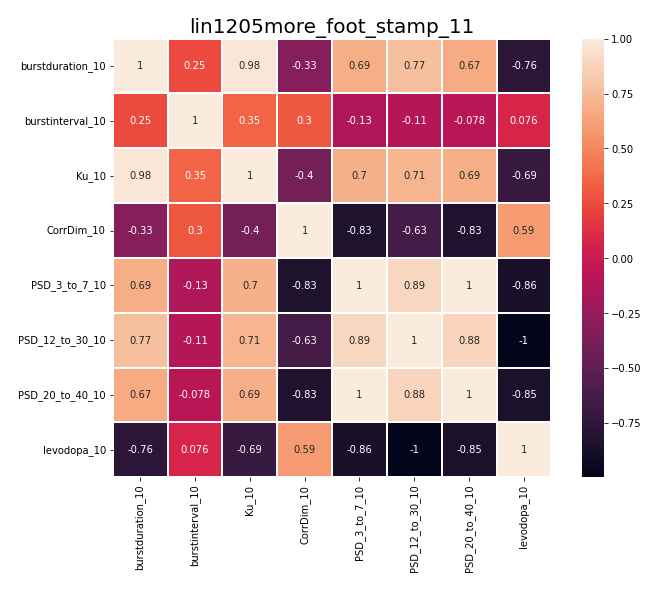 lin1205more_foot_stamp_11
burstduration_10 1 0.25 0.98 -0.33 0.69 0.77 0.67 -0.76
burstinterval_10 0.25 1 0.35 0.3 -0.13 -0.11 -0.078 0.076
Ku_10 0.98 0.35 1 -0.4 0.7 0.71 0.69 -0.69
CorrDim_10 -0.33 0.3 -0.4 1 -0.83 -0.63 -0.83 0.59
PSD_3_to_7_10 0.69 -0.13 0.7 -0.83 1 0.89 1 -0.86
PSD_12_to_30_10 0.77 -0.11 0.71 -0.63 0.89 1 0.88 -1
PSD_20_to_40_10 0.67 -0.078 0.69 -0.83 1 0.88 1 -0.85
levodopa_10 -0.76 0.076 -0.69 0.59 -0.86 -1 -0.85 1
burstduration_10
burstinterval_10
Ku_10
CorrDim_10
PSD_3_to_7_10
PSD_12_to_30_10
PSD_20_to_40_10
levodopa_10
1.00
0.75
0.50
0.25
0.00
-0.25
-0.50
-0.75